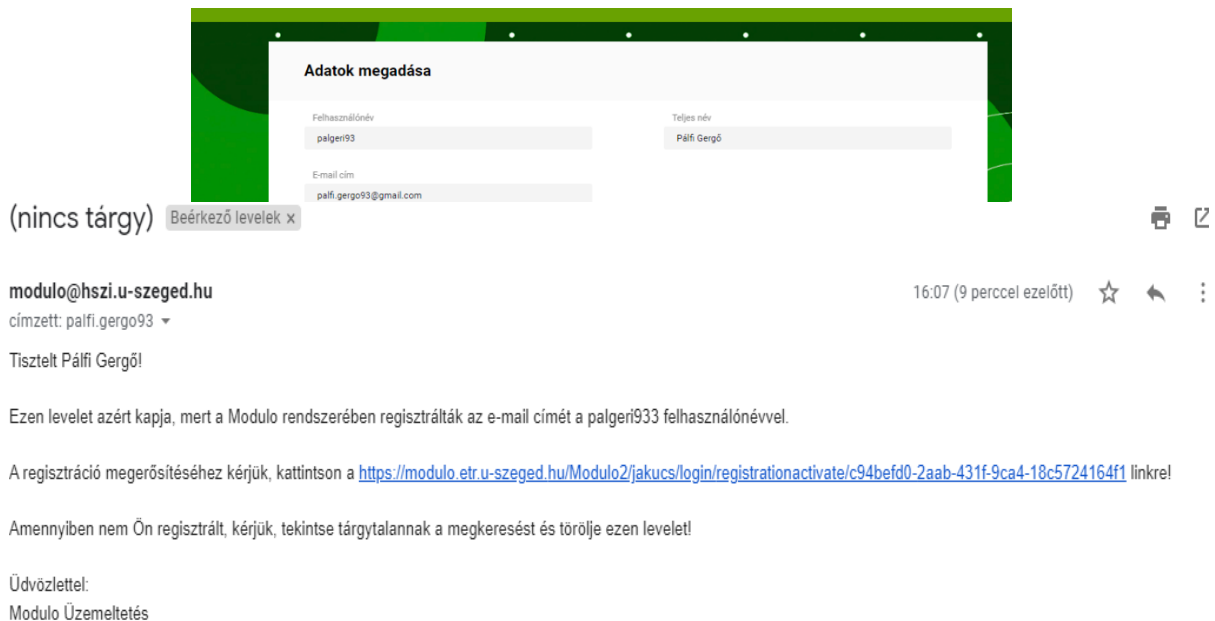 Adatok megadása
Felhasználónév
Teljes név
palgeri93
Pálfi Gergő
E-mail cím
palfi.gergo93@gmail.com
(nincs tárgy) Beérkező levelek x
modulo@hszi.u-szeged.hu
16:07 (9 perccel ezelőtt)
címzett: palfi.gergo93
Tisztelt Pálfi Gergő!
Ezen levelet azért kapja, mert a Modulo rendszerében regisztrálták az e-mail címét a palgeri933 felhasználónévvel.
A regisztráció megerősítéséhez kérjük, kattintson a https://modulo.etr.u-szeged.hu/Modulo2/jakucs/login/registrationactivate/c94befd0-2aab-431f-9ca4-18c5724164f1 linkre!
Amennyiben nem Ön regisztrált, kérjük, tekintse tárgytalannak a megkeresést és törölje ezen levelet!
Üdvözlettel:
Modulo Üzemeltetés